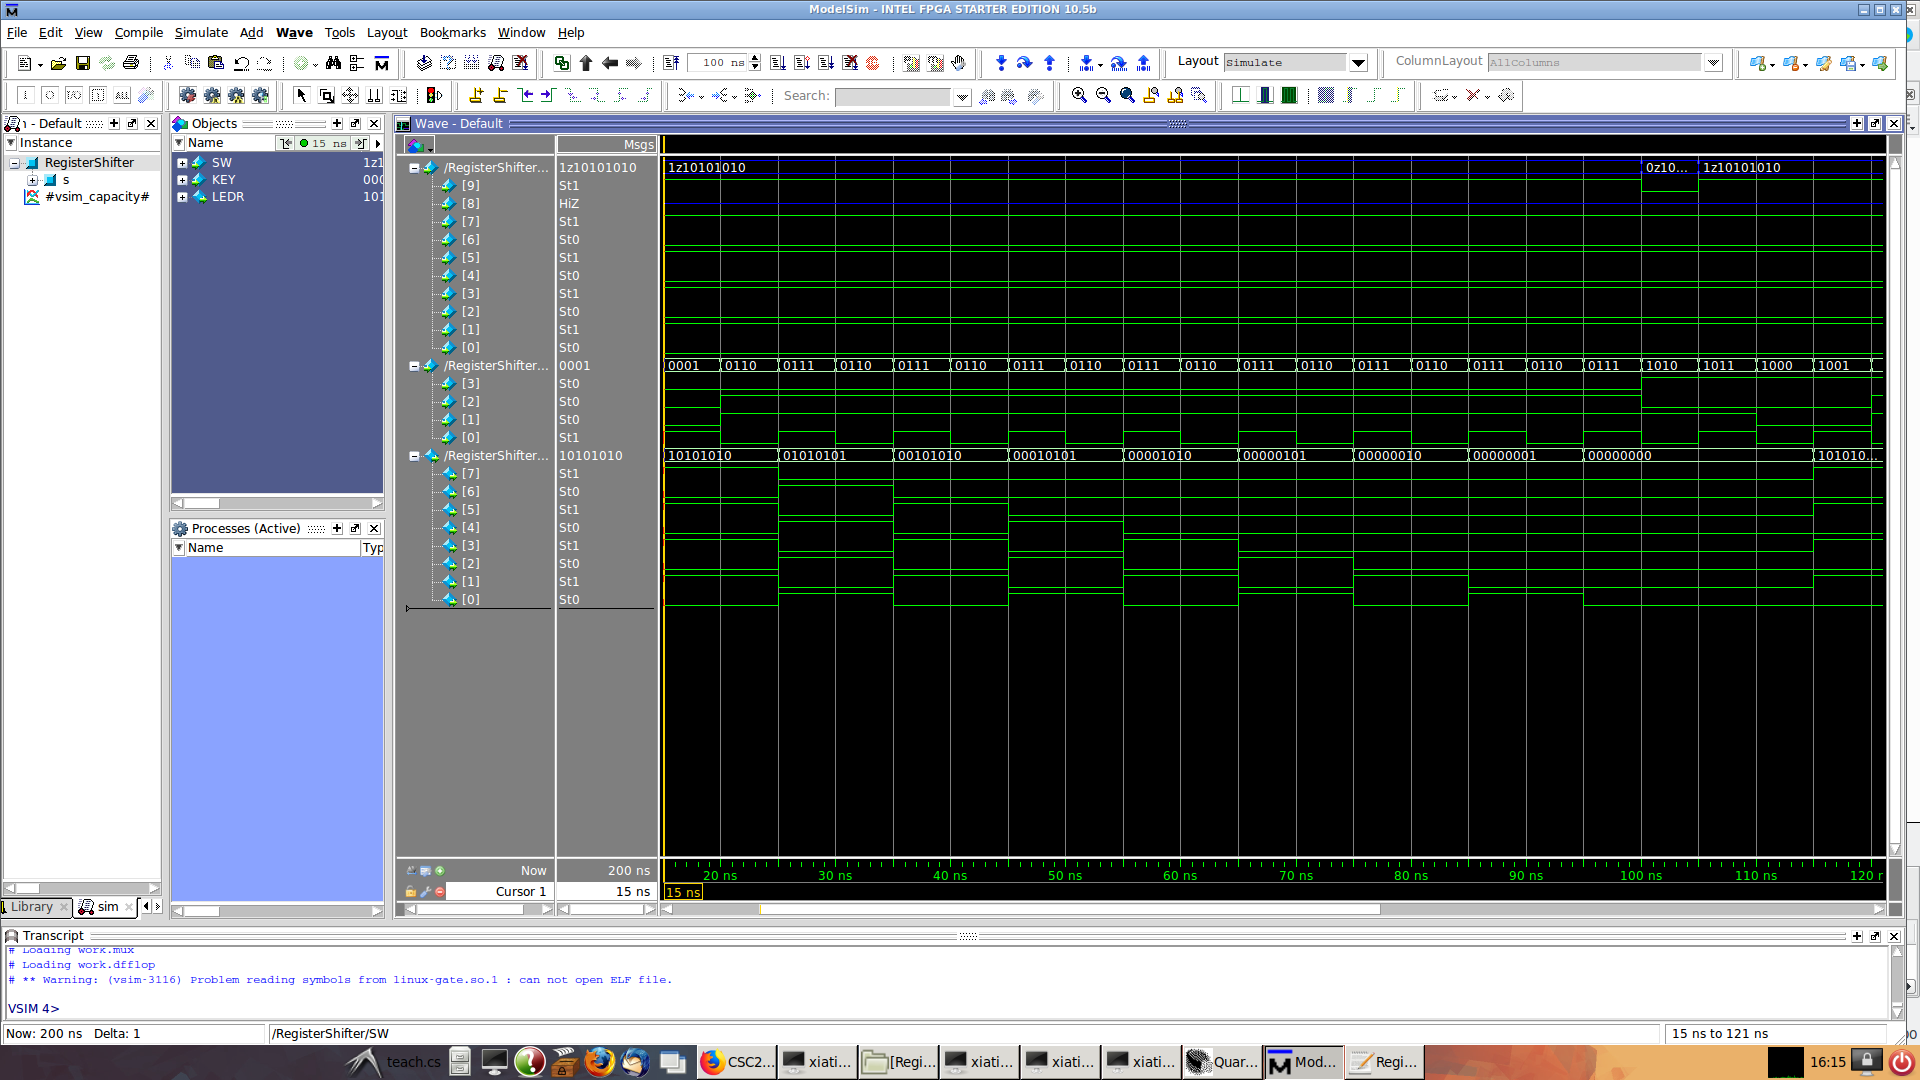 ModelSim - INTEL FPGA STARTER EDITION 10.5b
File Edit View Compile Simulate Add Wave Tools Layout Bookmarks Window Help
100 ns
Layout Simulate
ColumnLayout AllColumns
Search:
- Default
Instance
RegisterShifter
s
#vsim_capacity#
Objects
Name 15 ns
SW 1z1
KEY 000
LEDR 101
Processes (Active)
Name Typ
Library sim
Wave - Default
Msgs
/RegisterShifter... 1z10101010 1z10101010 0z10... 1z10101010
[9] St1
[8] HiZ
[7] St1
[6] St0
[5] St1
[4] St0
[3] St1
[2] St0
[1] St1
[0] St0
/RegisterShifter... 0001 0001 0110 0111 0110 0111 0110 0111 0110 0111 0110 0111 0110 0111 0110 0111 0110 0111 1010 1011 1000 1001
[3] St0
[2] St0
[1] St0
[0] St1
/RegisterShifter... 10101010 10101010 01010101 00101010 00010101 00001010 00000101 00000010 00000001 00000000 101010...
[7] St1
[6] St0
[5] St1
[4] St0
[3] St1
[2] St0
[1] St1
[0] St0
Now 200 ns 20 ns 30 ns 40 ns 50 ns 60 ns 70 ns 80 ns 90 ns 100 ns 110 ns 120 n
Cursor 1 15 ns 15 ns
Transcript
# Loading work.mux
# Loading work.dfflop
# ** Warning: (vsim-3116) Problem reading symbols from linux-gate.so.1 : can not open ELF file.
VSIM 4>
Now: 200 ns Delta: 1 /RegisterShifter/SW 15 ns to 121 ns
teach.cs CSC2... xiati... [Regi... xiati... xiati... xiati... Quar... Mod... Regi... 16:15